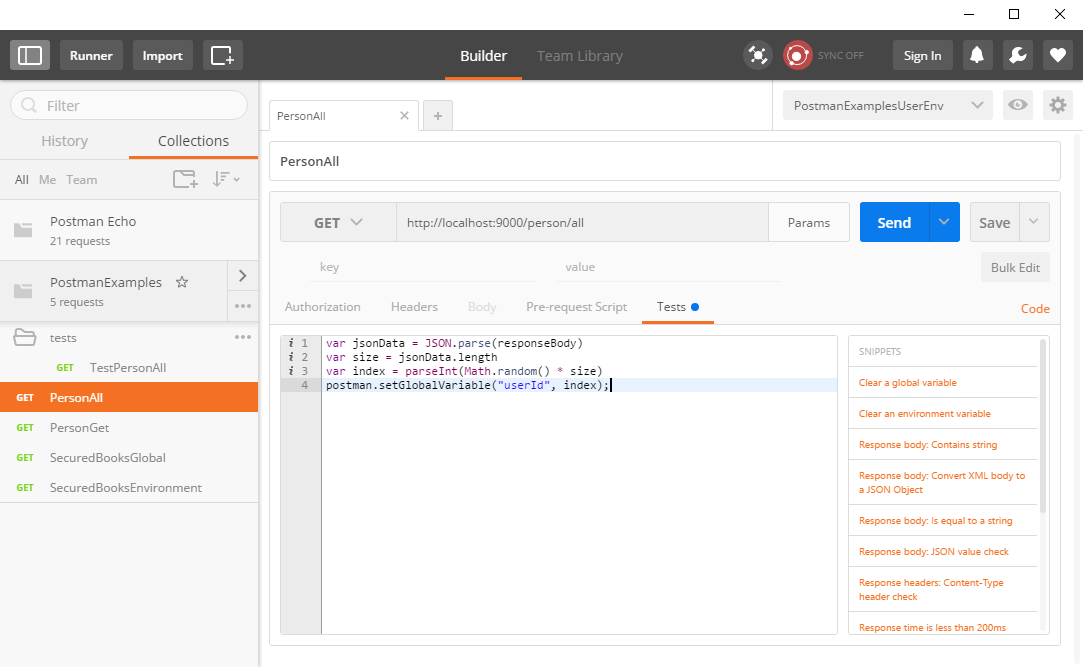 Runner
Import
Builder
Team Library
SYNC OFF
Sign In
Filter
History
Collections
All Me Team
Postman Echo
21 requests
PostmanExamples
5 requests
tests
GET TestPersonAll
GET PersonAll
GET PersonGet
GET SecuredBooksGlobal
GET SecuredBooksEnvironment
PersonAll
PostmanExamplesUserEnv
PersonAll
GET
http://localhost:9000/person/all
Params
Send
Save
key
value
Bulk Edit
Authorization
Headers
Body
Pre-request Script
Tests
Code
i 1 var jsonData = JSON.parse(responseBody)
i 2 var size = jsonData.length
i 3 var index = parseInt(Math.random() * size)
4 postman.setGlobalVariable("userId", index);
SNIPPETS
Clear a global variable
Clear an environment variable
Response body: Contains string
Response body: Convert XML body to
a JSON Object
Response body: Is equal to a string
Response body: JSON value check
Response headers: Content-Type
header check
Response time is less than 200ms